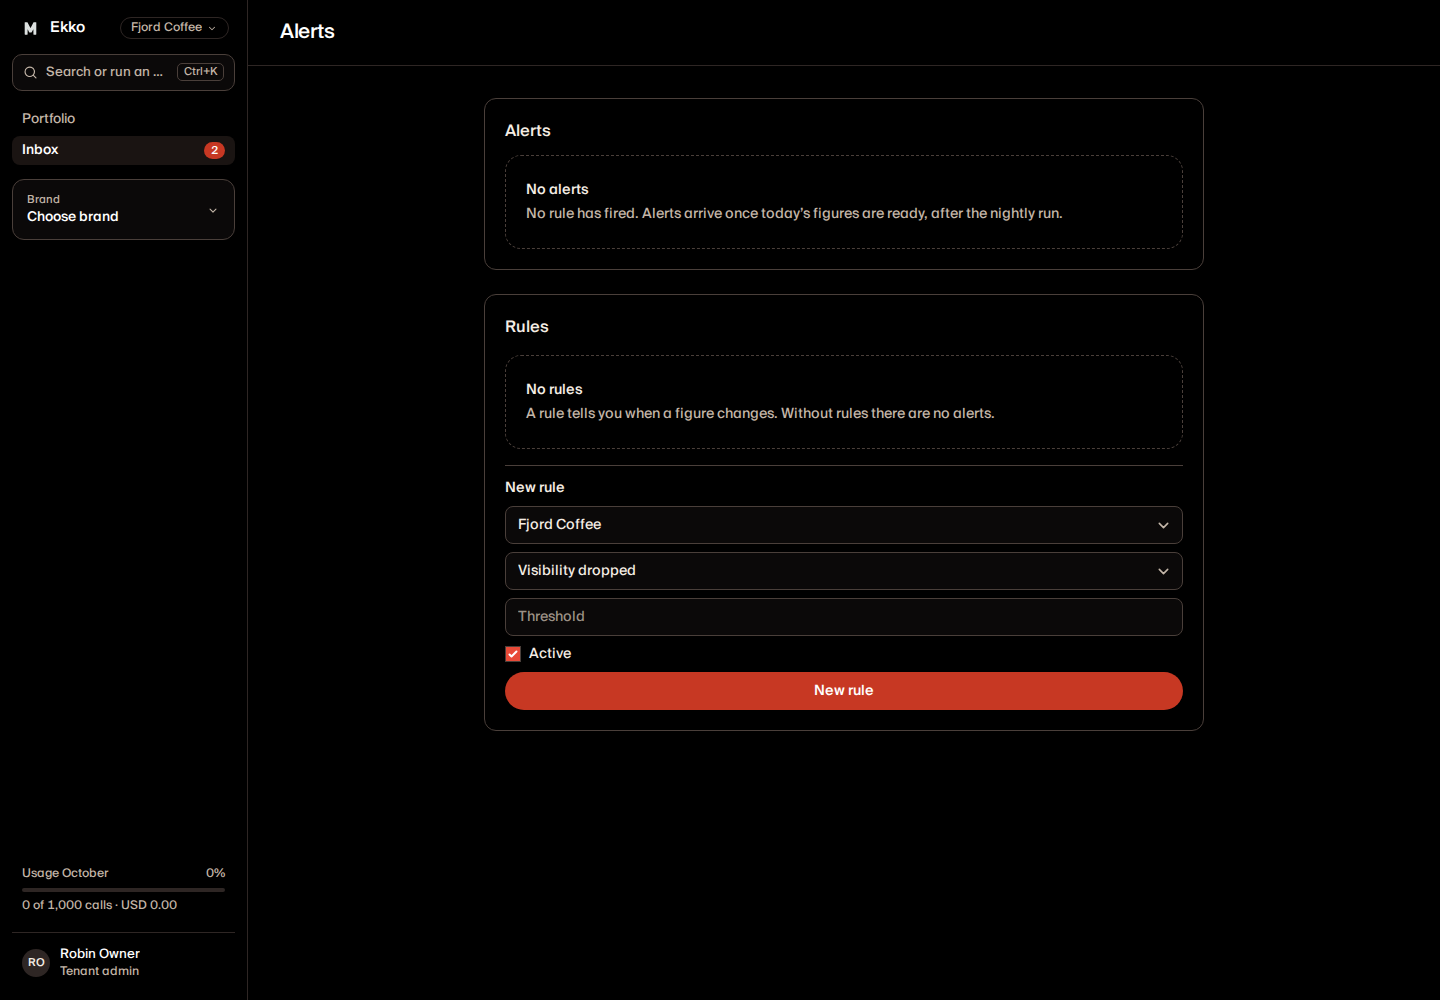 Ekko
Fjord Coffee
Search or run an ...
Ctrl+K
Portfolio
Inbox
2
Brand
Choose brand
Usage October
0%
0 of 1,000 calls · USD 0.00
RO
Robin Owner
Tenant admin
Alerts
Alerts
No alerts
No rule has fired. Alerts arrive once today’s figures are ready, after the nightly run.
Rules
No rules
A rule tells you when a figure changes. Without rules there are no alerts.
New rule
Fjord Coffee
Visibility dropped
Threshold
Active
New rule